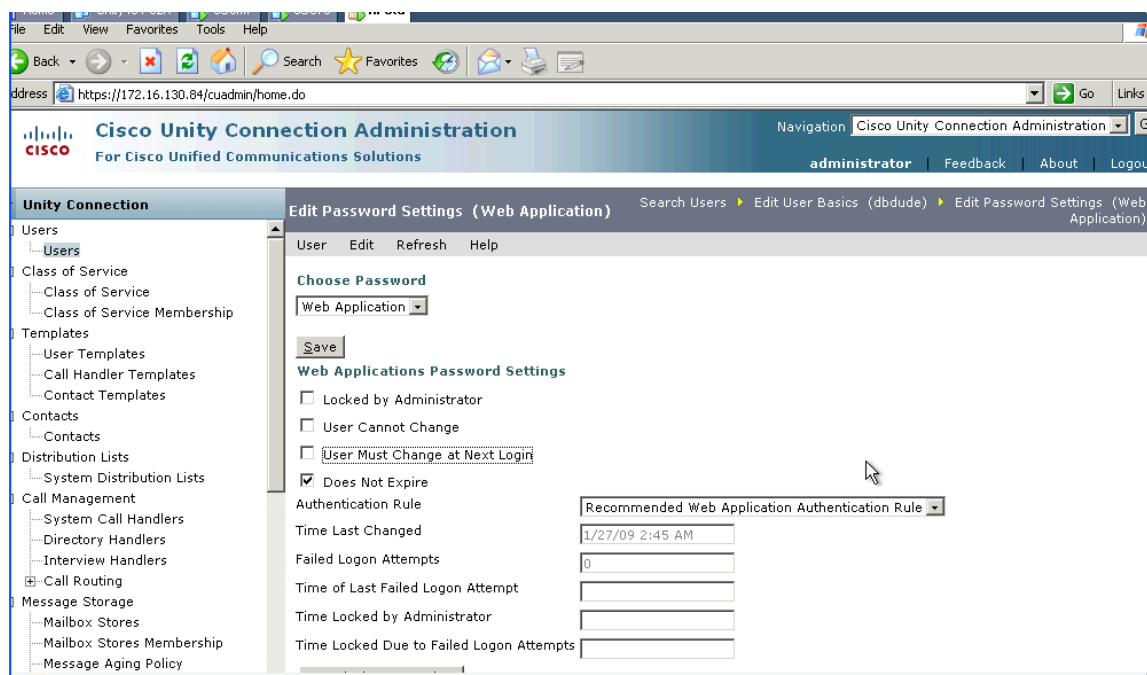 File Edit View Favorites Tools Help
Back Search Favorites
ddress https://172.16.130.84/cuadmin/home.do Go Links
Cisco Unity Connection Administration
For Cisco Unified Communications Solutions
CISCO
Navigation Cisco Unity Connection Administration
administrator | Feedback | About | Logou
Unity Connection
Users
Users
Class of Service
Class of Service
Class of Service Membership
Templates
User Templates
Call Handler Templates
Contact Templates
Contacts
Contacts
Distribution Lists
System Distribution Lists
Call Management
System Call Handlers
Directory Handlers
Interview Handlers
Call Routing
Message Storage
Mailbox Stores
Mailbox Stores Membership
Message Aging Policy
Edit Password Settings (Web Application)
Search Users Edit User Basics (dbdude) Edit Password Settings (Web
Application)
User Edit Refresh Help
Choose Password
Web Application
Save
Web Applications Password Settings
Locked by Administrator
User Cannot Change
User Must Change at Next Login
Does Not Expire
Authentication Rule Recommended Web Application Authentication Rule
Time Last Changed 1/27/09 2:45 AM
Failed Logon Attempts 0
Time of Last Failed Logon Attempt
Time Locked by Administrator
Time Locked Due to Failed Logon Attempts